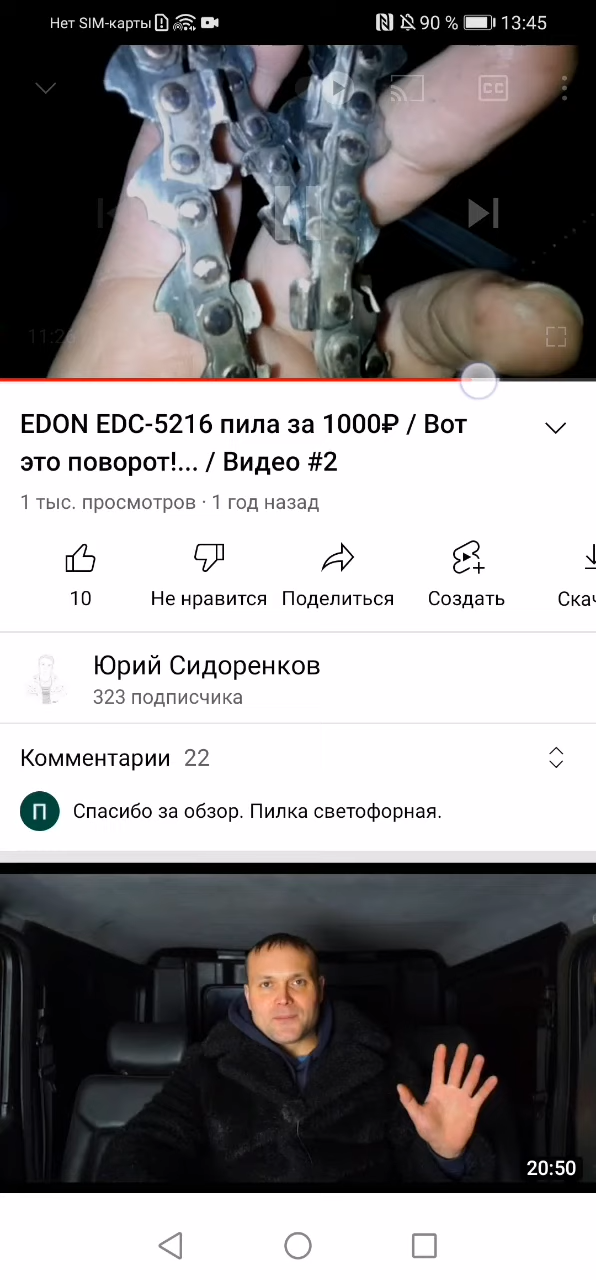 Нет SIM-карты 90 % 13:45
CC
EDON EDC-5216 пила за 1000₽ / Вот
это поворот!... / Видео #2
1 тыс. просмотров · 1 год назад
10 Не нравится Поделиться Создать Скач
Юрий Сидоренков
323 подписчика
Комментарии 22
П Спасибо за обзор. Пилка светофорная.
20:50